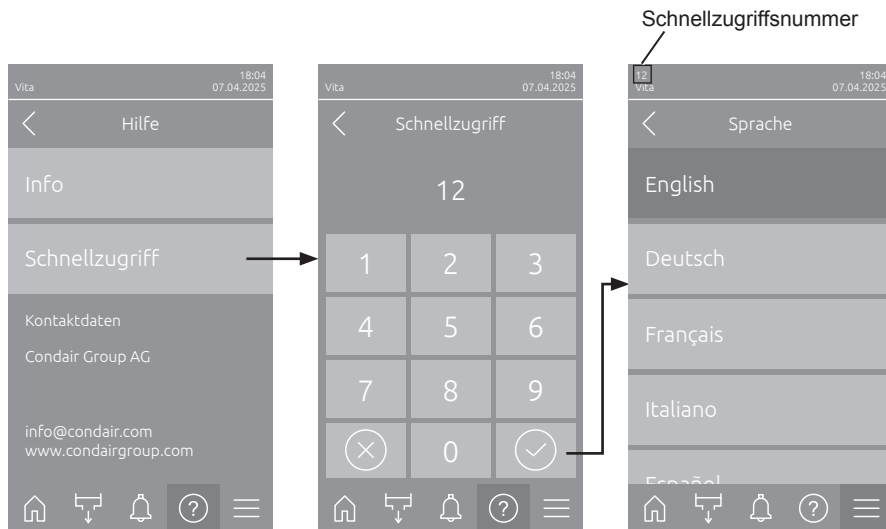 Schnellzugriffsnummer
18:04
Vita 07.04.2025
Hilfe
Info
Schnellzugriff
Kontaktdaten
Condair Group AG
info@condair.com
www.condairgroup.com
?
18:04
Vita 07.04.2025
Schnellzugriff
12
1 2 3
4 5 6
7 8 9
0
?
12 18:04
Vita 07.04.2025
Sprache
English
Deutsch
Français
Italiano
Español
?